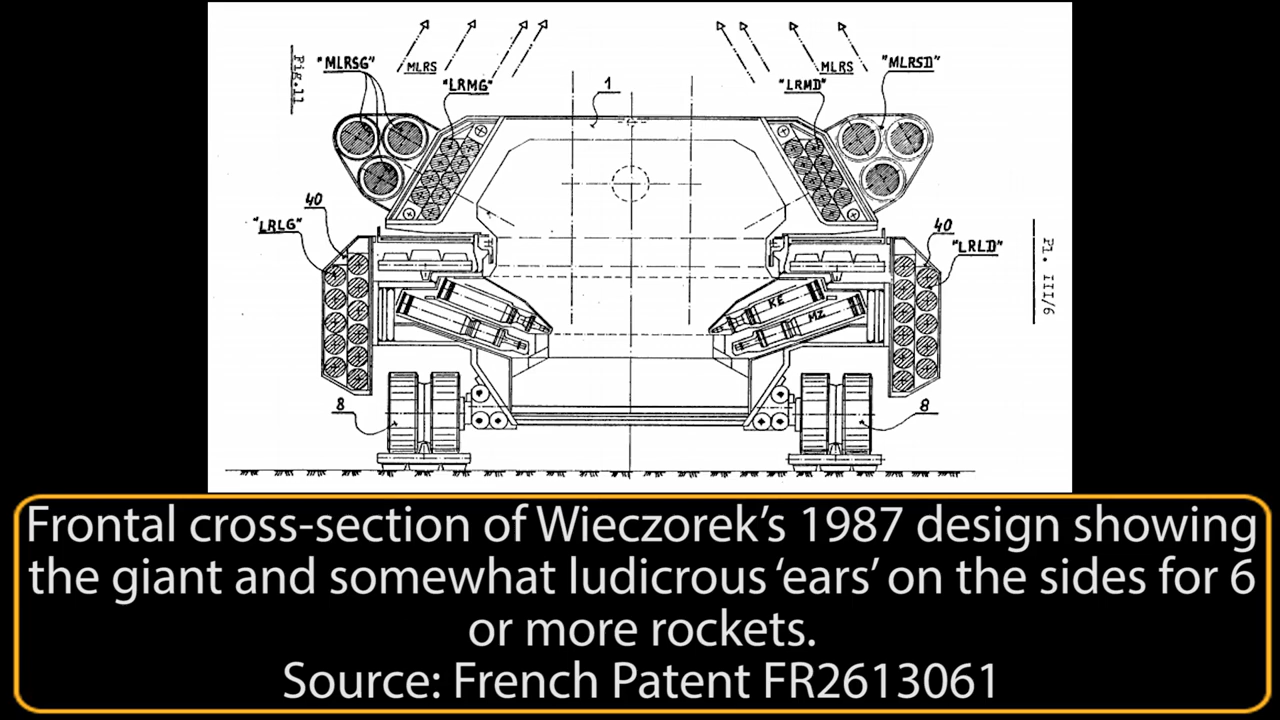 Fig.11
"MLRSG"
MLRS
"LRMG"
1
"LRMD"
MLRS
"MLRSD"
40
"LRLG"
40
"LRLD"
Pl. III/6
KE
MZ
8
8
Frontal cross-section of Wieczorek’s 1987 design showing
the giant and somewhat ludicrous ‘ears’ on the sides for 6
or more rockets.
Source: French Patent FR2613061